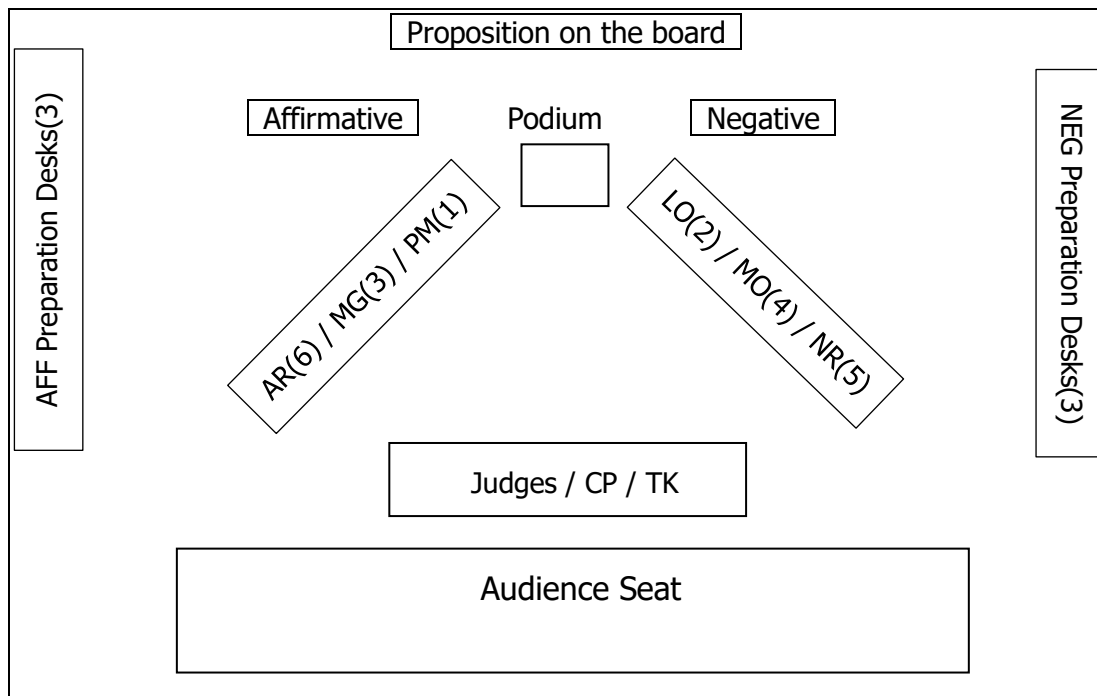 Proposition on the board
Affirmative
Podium
Negative
AFF Preparation Desks(3)
NEG Preparation Desks(3)
AR(6) / MG(3) / PM(1)
LO(2) / MO(4) / NR(5)
Judges / CP / TK
Audience Seat